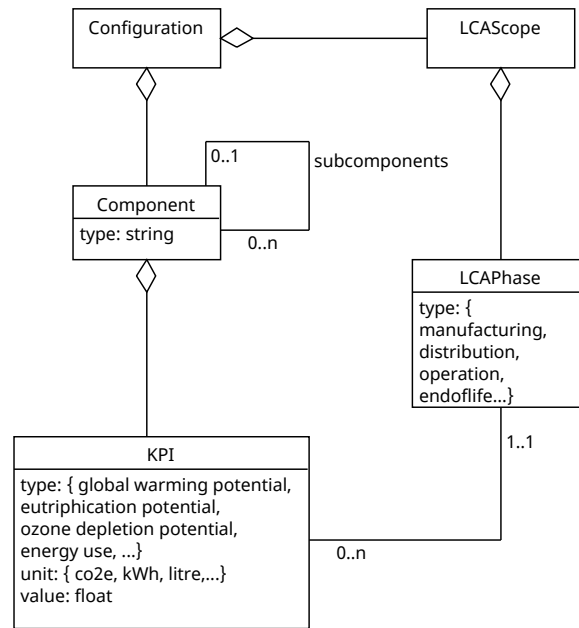 Configuration
LCAScope
0..1
subcomponents
Component
type: string
0..n
LCAPhase
type: {
manufacturing,
distribution,
operation,
endoflife...}
1..1
KPI
type: { global warming potential,
eutriphication potential,
ozone depletion potential,
energy use, ...}
unit: { co2e, kWh, litre,...}
value: float
0..n